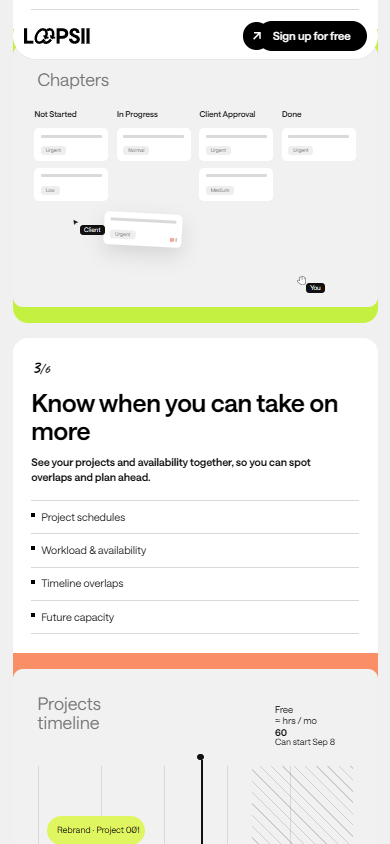 LOOPSII
Sign up for free
Chapters
Not Started
In Progress
Client Approval
Done
Urgent
Normal
Urgent
Urgent
Low
Medium
Client
Urgent
You
3/6
Know when you can take on
more
See your projects and availability together, so you can spot
overlaps and plan ahead.
Project schedules
Workload & availability
Timeline overlaps
Future capacity
Projects
timeline
Free
≈ hrs / mo
60
Can start Sep 8
Rebrand · Project 001